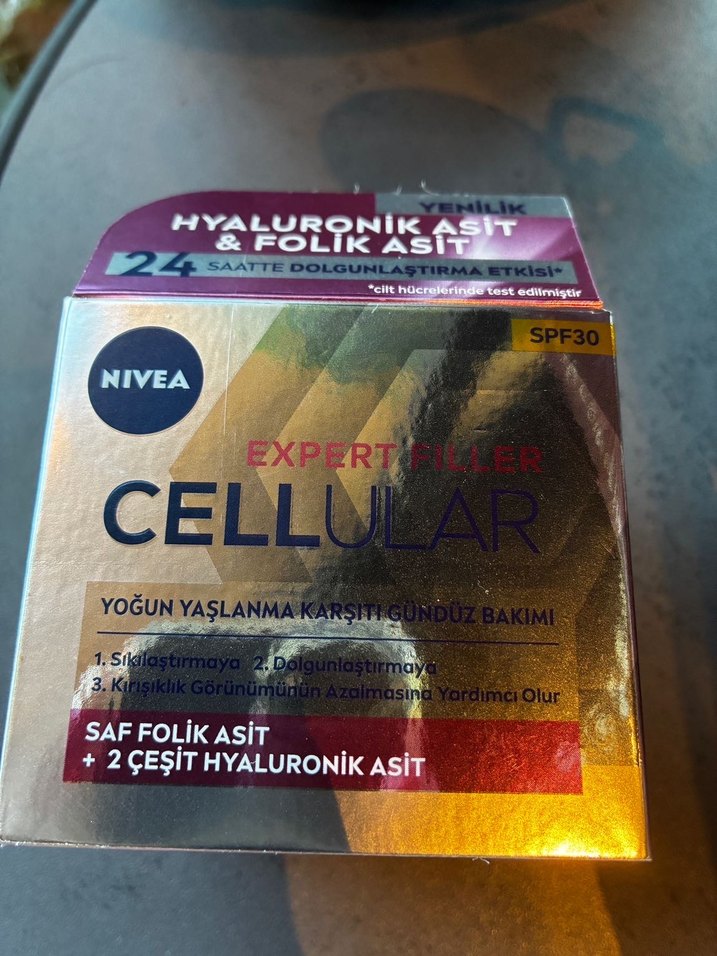 YENİLİK
HYALURONİK ASİT
& FOLİK ASİT
24 SAATTE DOLGUNLAŞTIRMA ETKİSİ*
*cilt hücrelerinde test edilmiştir
SPF30
NIVEA
EXPERT FILLER
CELLULAR
YOĞUN YAŞLANMA KARŞITI GÜNDÜZ BAKIMI
1. Sıkılaştırmaya 2. Dolgunlaştırmaya
3. Kırışıklık Görünümünün Azalmasına Yardımcı Olur
SAF FOLİK ASİT
+ 2 ÇEŞİT HYALURONİK ASİT